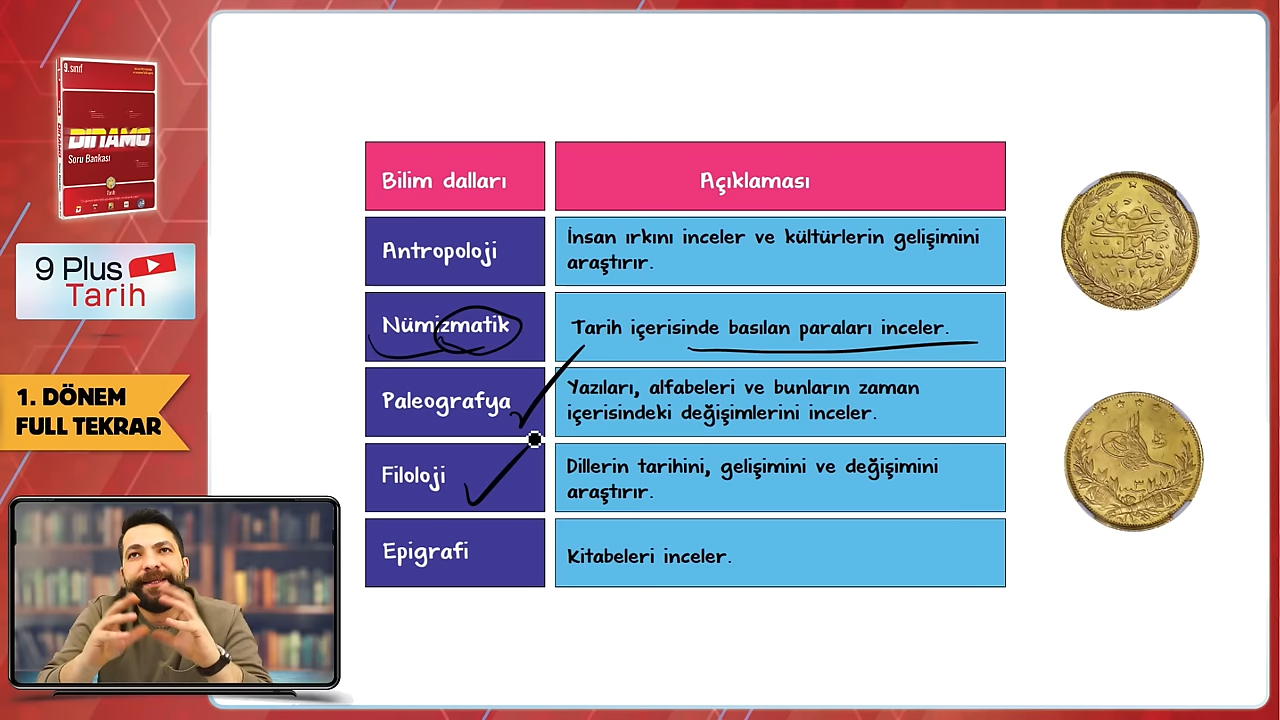 9.sınıf
DİNAMO
Soru Bankası
Tarih
9 Plus
Tarih
1. DÖNEM
FULL TEKRAR
Bilim dalları
Açıklaması
Antropoloji
İnsan ırkını inceler ve kültürlerin gelişimini
araştırır.
Nümizmatik
Tarih içerisinde basılan paraları inceler.
Paleografya
Yazıları, alfabeleri ve bunların zaman
içerisindeki değişimlerini inceler.
Filoloji
Dillerin tarihini, gelişimini ve değişimini
araştırır.
Epigrafi
Kitabeleri inceler.